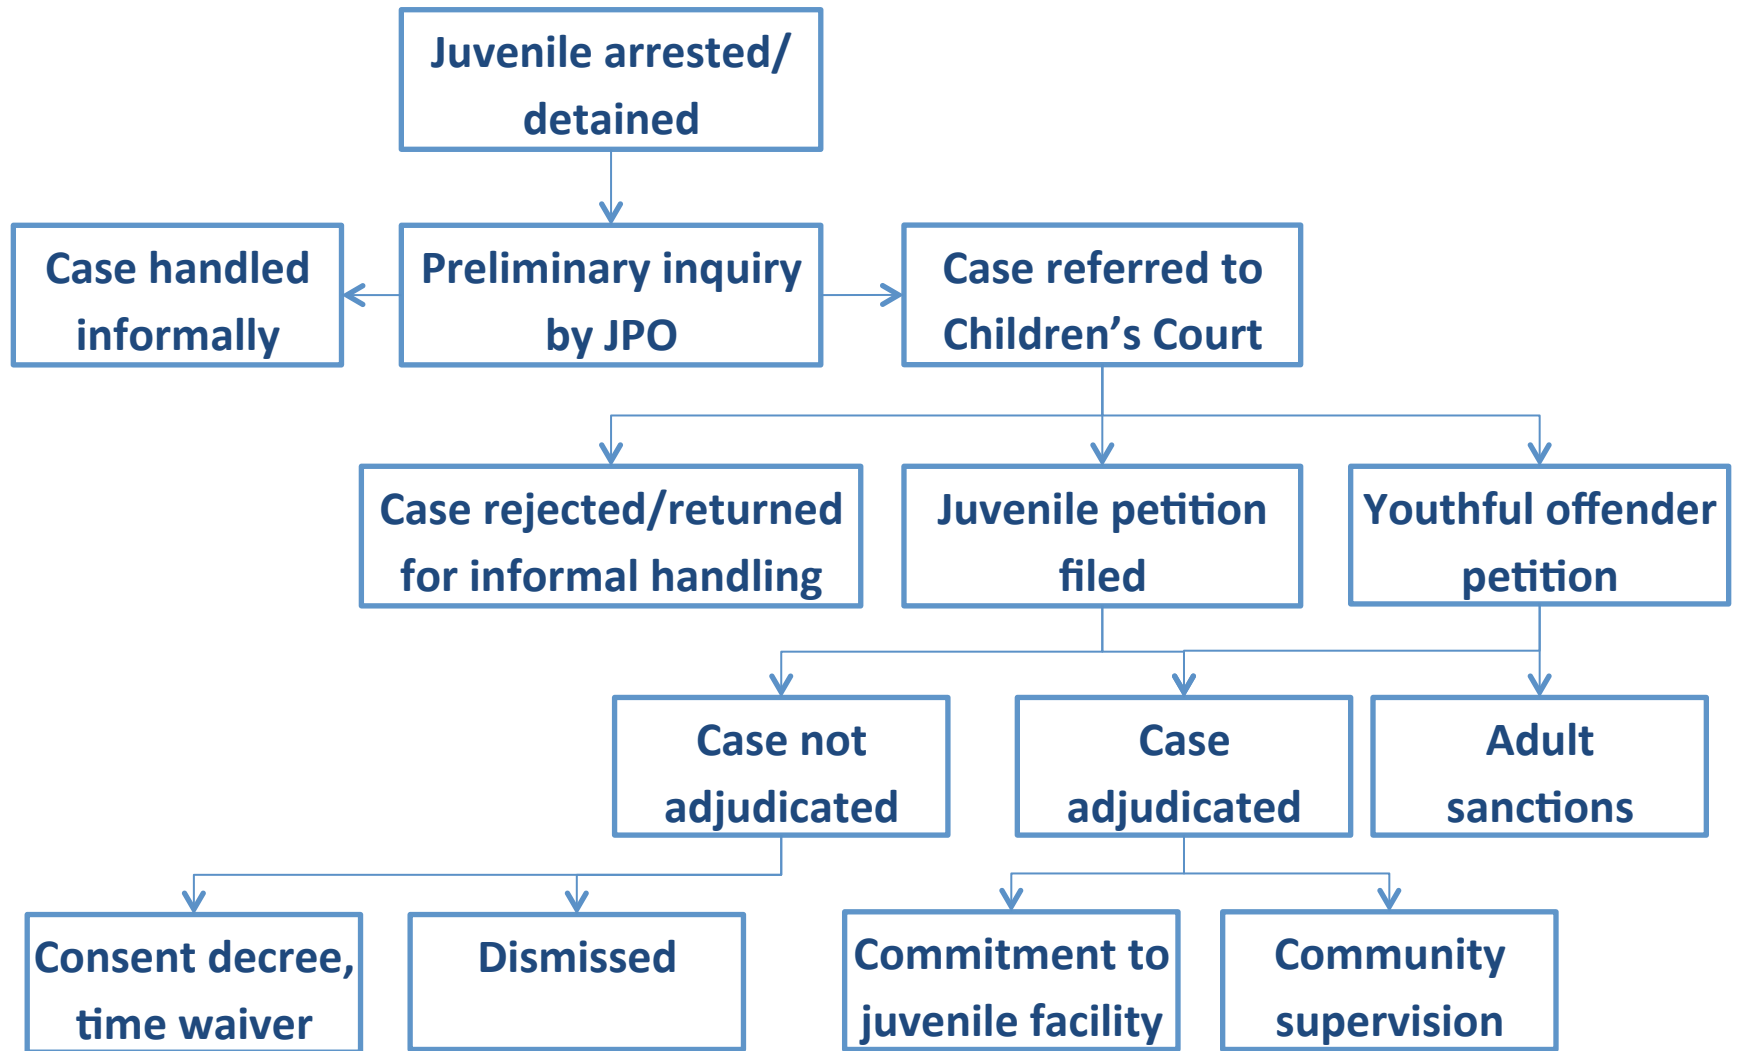 Juvenile arrested/
detained
Case handled
informally
Preliminary inquiry
by JPO
Case referred to
Children’s Court
Case rejected/returned
for informal handling
Juvenile petition
filed
Youthful offender
petition
Case not
adjudicated
Case
adjudicated
Adult
sanctions
Consent decree,
time waiver
Dismissed
Commitment to
juvenile facility
Community
supervision